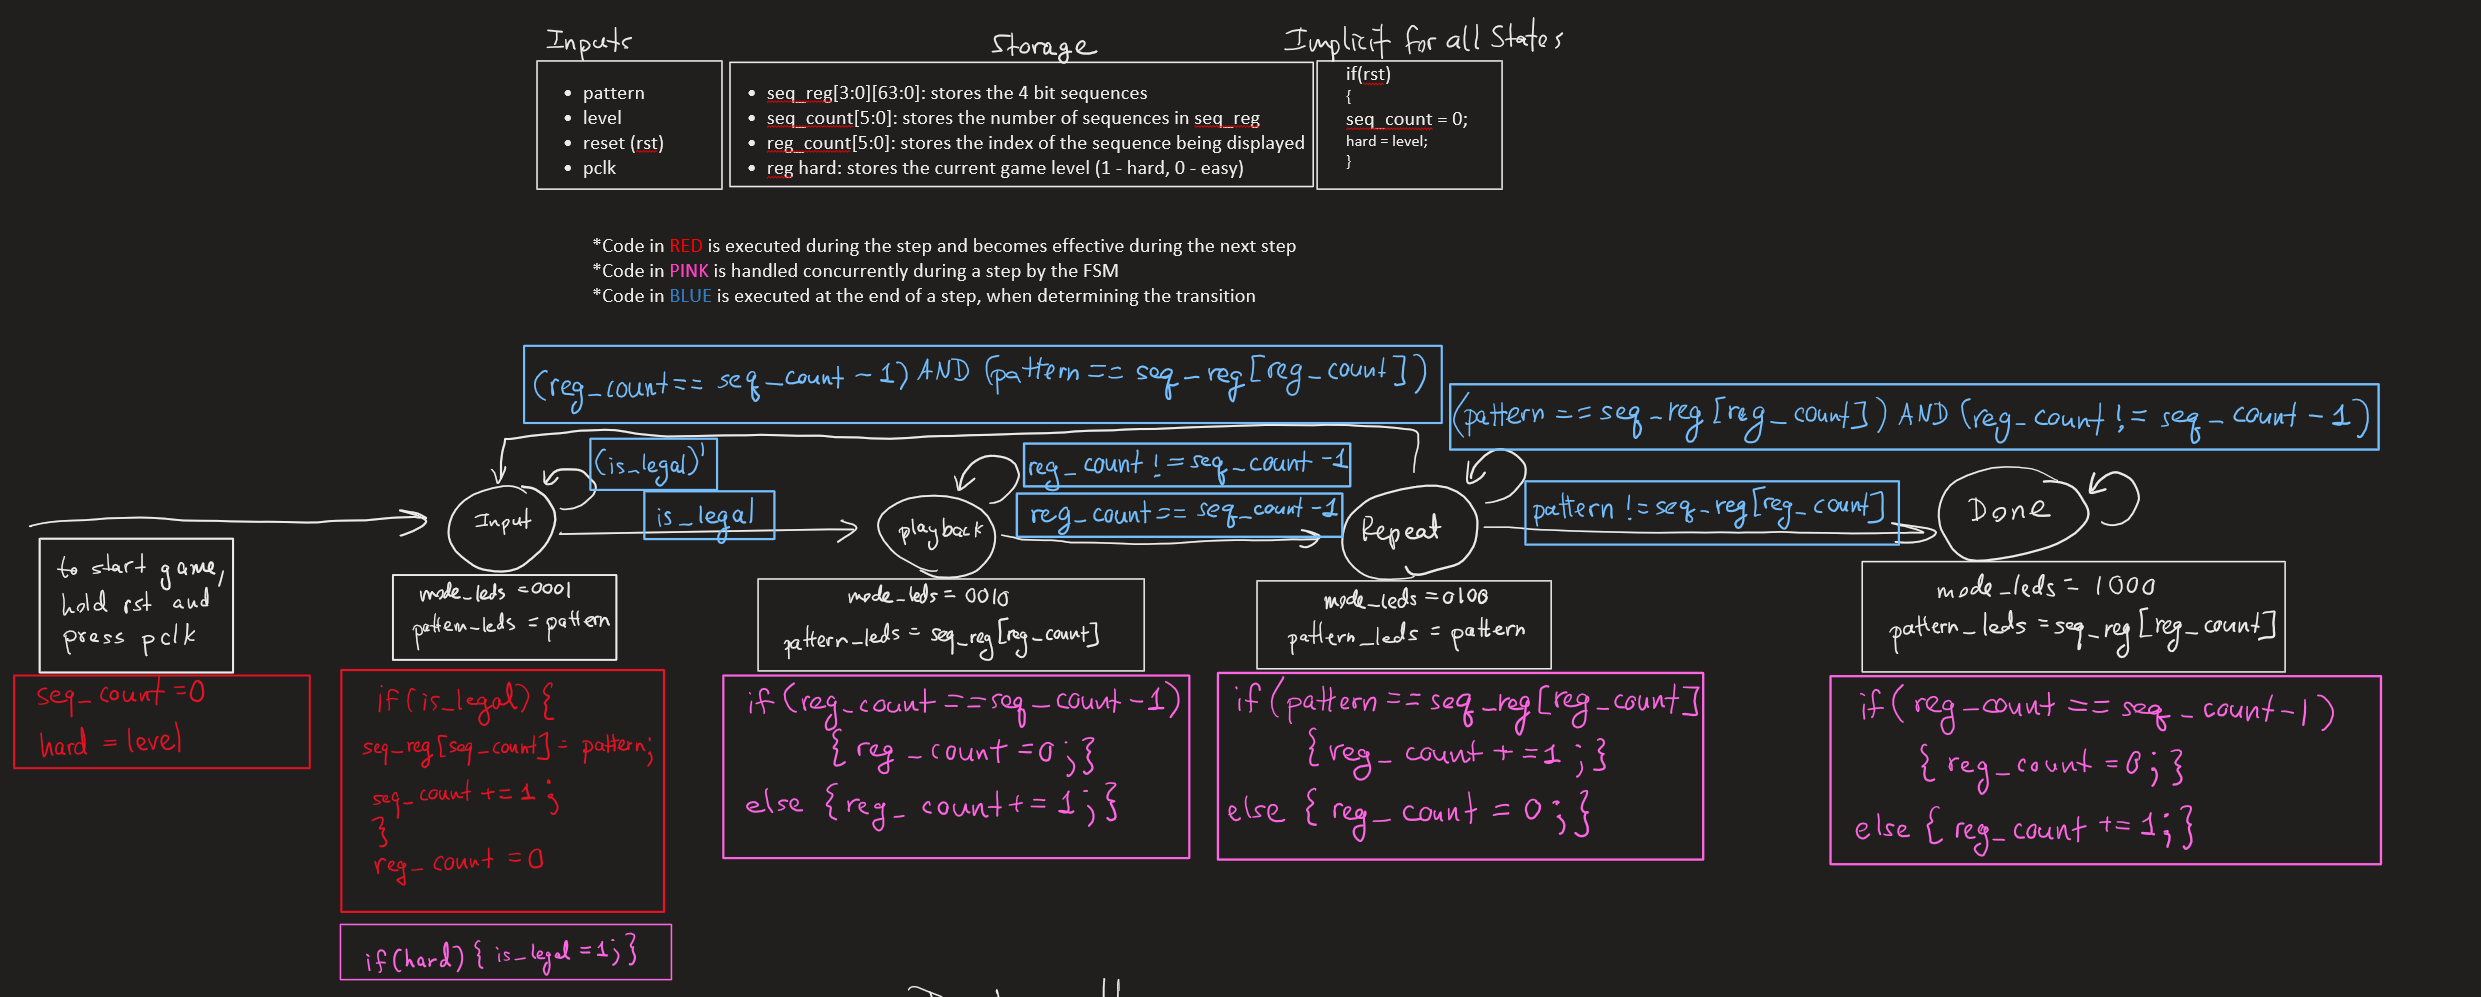 Inputs
• pattern
• level
• reset (rst)
• pclk
Storage
• seq_reg[3:0][63:0]: stores the 4 bit sequences
• seq_count[5:0]: stores the number of sequences in seq_reg
• reg_count[5:0]: stores the index of the sequence being displayed
• reg hard: stores the current game level (1 - hard, 0 - easy)
Implicit for all States
if(rst)
{
seq_count = 0;
hard = level;
}
*Code in RED is executed during the step and becomes effective during the next step
*Code in PINK is handled concurrently during a step by the FSM
*Code in BLUE is executed at the end of a step, when determining the transition
(reg_count == seq_count - 1) AND (pattern == seq_reg[reg_count])
(pattern == seq_reg[reg_count]) AND (reg_count != seq_count - 1)
(is_legal)'
is_legal
reg_count != seq_count -1
reg_count == seq_count -1
pattern != seq_reg[reg_count]
Input
playback
Repeat
Done
to start game,
hold rst and
press pclk
seq_count = 0
hard = level
mode_leds = 0001
pattern_leds = pattern
if(is_legal) {
seq_reg[seq_count] = pattern;
seq_count += 1;
}
reg_count = 0
if(hard) { is_legal = 1; }
mode_leds = 0010
pattern_leds = seq_reg[reg_count]
if (reg_count == seq_count -1)
{ reg_count = 0; }
else { reg_count += 1; }
mode_leds = 0100
pattern_leds = pattern
if (pattern == seq_reg[reg_count]
{ reg_count += 1; }
else { reg_count = 0; }
mode_leds = 1000
pattern_leds = seq_reg[reg_count]
if ( reg_count == seq_count -1 )
{ reg_count = 0; }
else { reg_count += 1; }